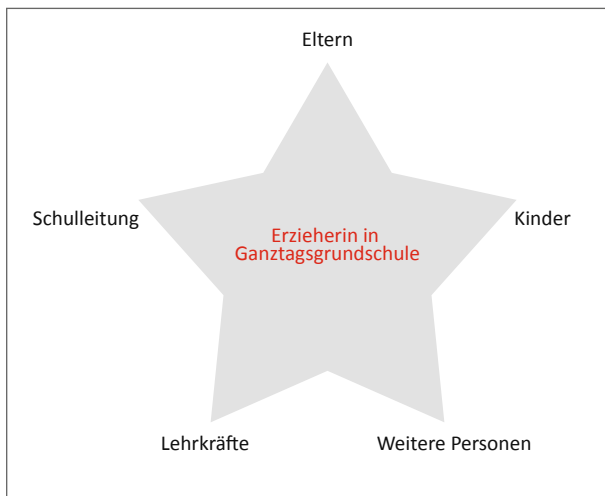 Eltern
Schulleitung
Kinder
Erzieherin in
Ganztagsgrundschule
Lehrkräfte
Weitere Personen